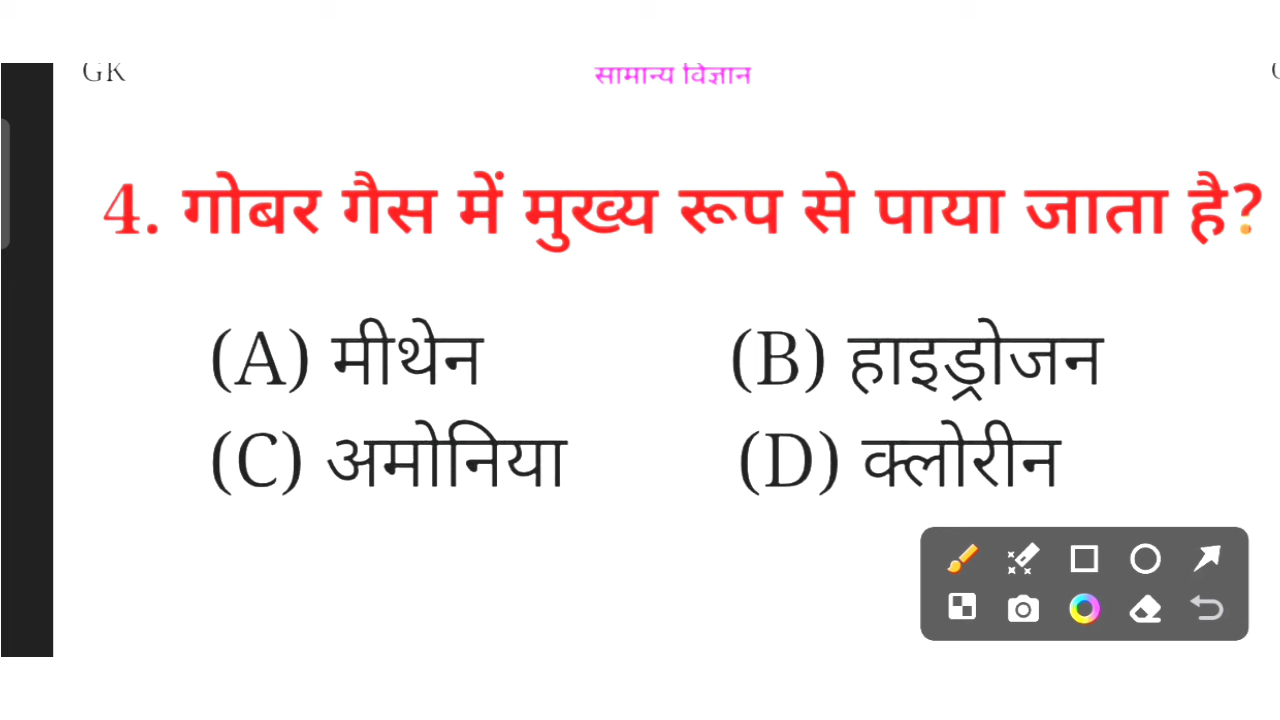 GK सामान्य विज्ञान
4. गोबर गैस में मुख्य रूप से पाया जाता है?
(A) मीथेन (B) हाइड्रोजन
(C) अमोनिया (D) क्लोरीन